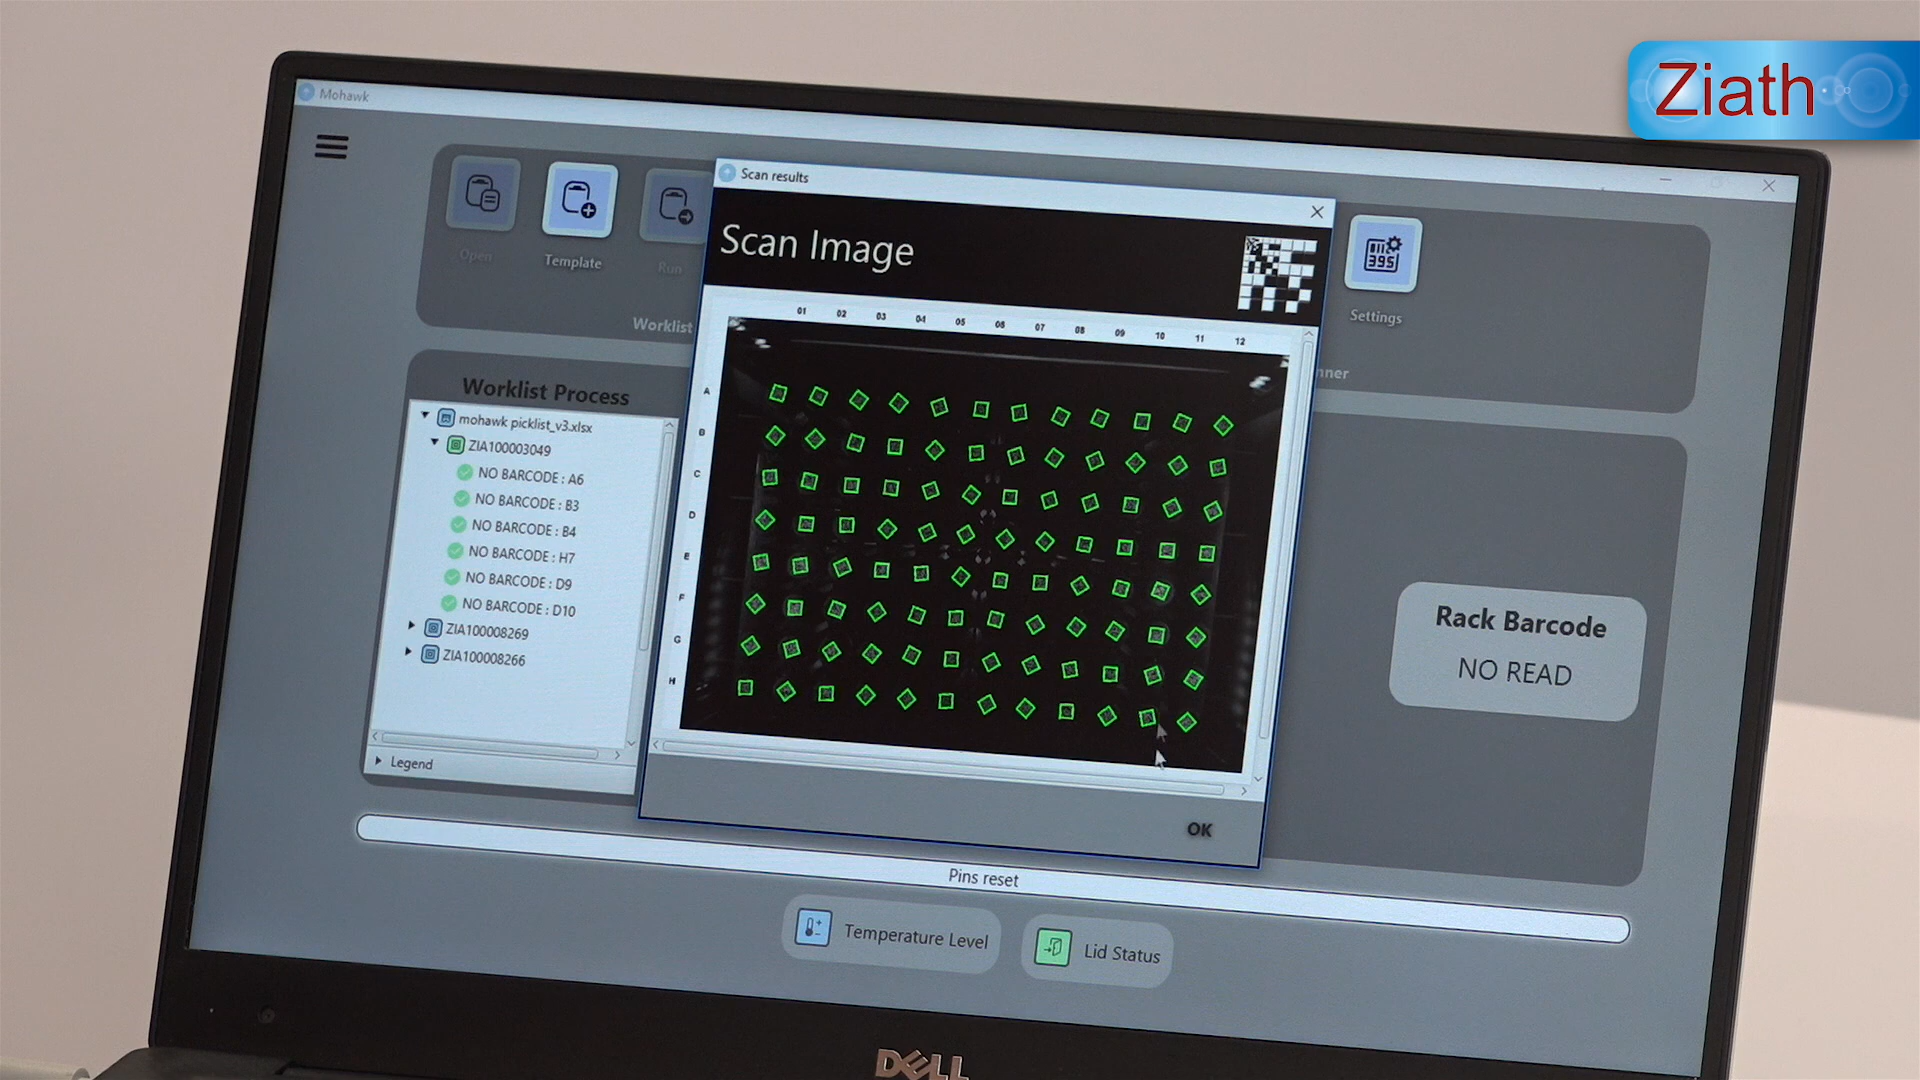 Ziath
Mohawk
Open
Template
Run
Worklist
Settings
Scan results
Scan Image
01 02 03 04 05 06 07 08 09 10 11 12
A
B
C
D
E
F
G
H
OK
Worklist Process
mohawk picklist_v3.xlsx
ZIA100003049
NO BARCODE : A6
NO BARCODE : B3
NO BARCODE : B4
NO BARCODE : H7
NO BARCODE : D9
NO BARCODE : D10
ZIA100008269
ZIA100008266
Legend
Rack Barcode
NO READ
Pins reset
Temperature Level
Lid Status
DELL